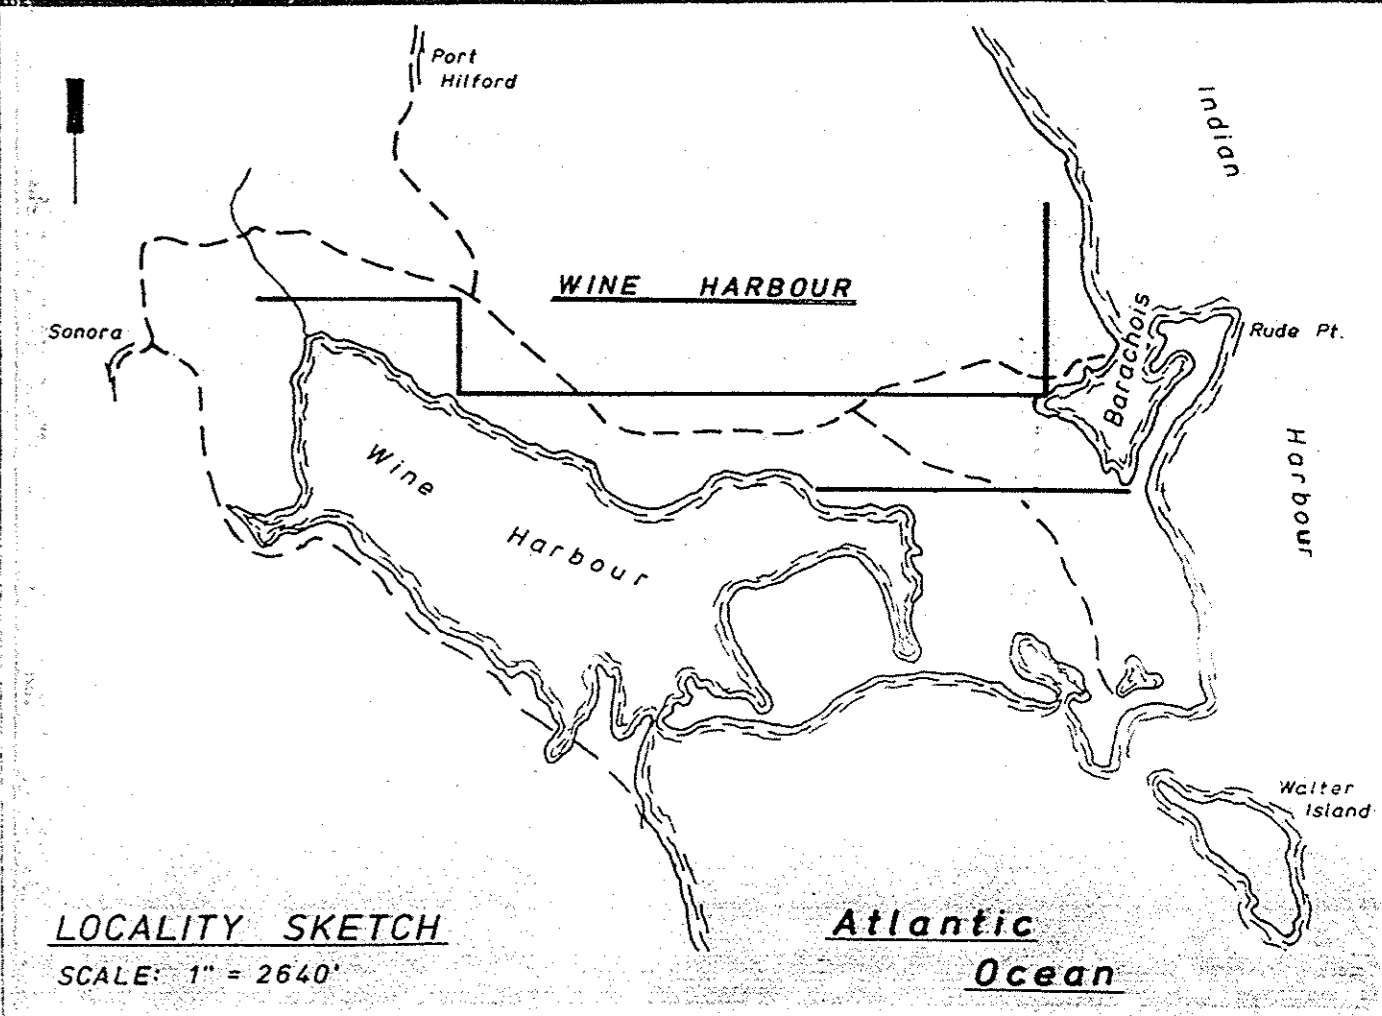 Port
Hilford
Indian
WINE HARBOUR
Sonora
Barachois
Rude Pt.
Wine
Harbour
Harbour
Walter
Island
LOCALITY SKETCH
SCALE: 1" = 2640'
Atlantic
Ocean